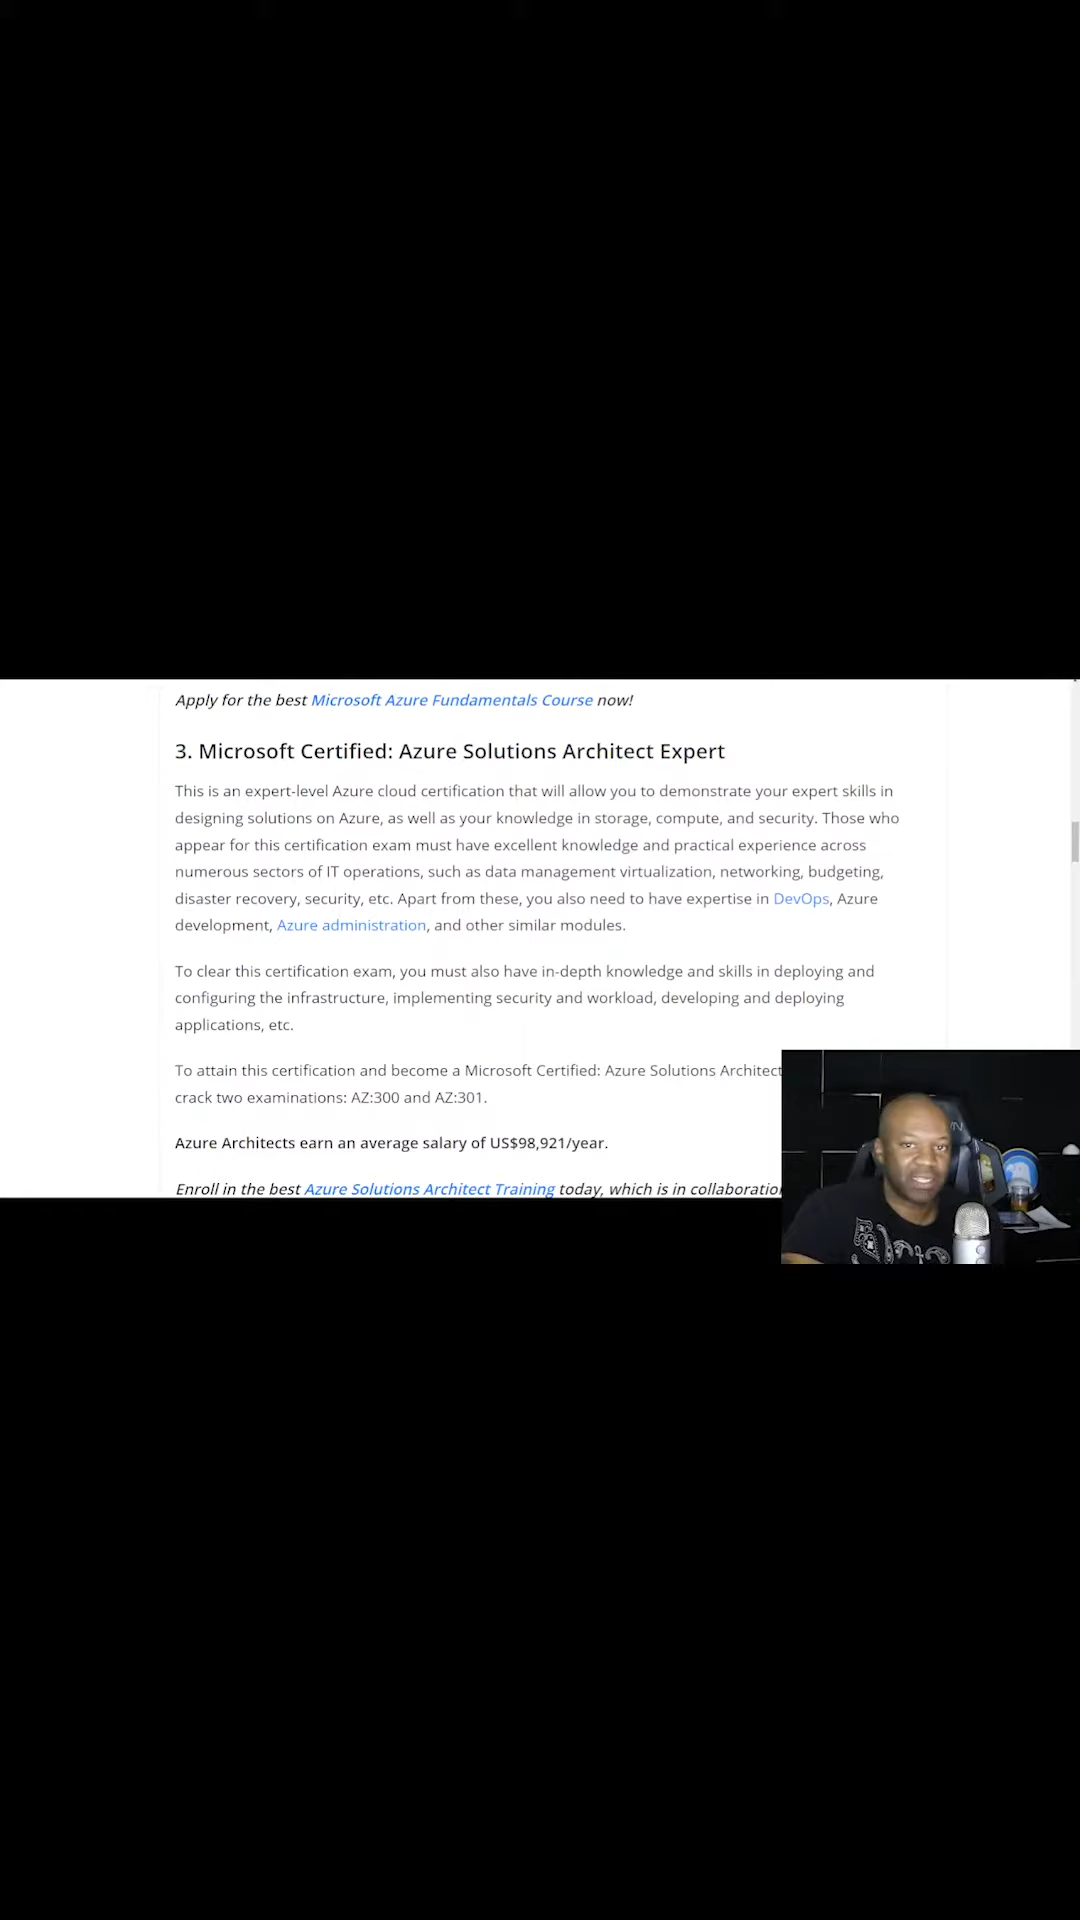 Apply for the best Microsoft Azure Fundamentals Course now!
3. Microsoft Certified: Azure Solutions Architect Expert
This is an expert-level Azure cloud certification that will allow you to demonstrate your expert skills in
designing solutions on Azure, as well as your knowledge in storage, compute, and security. Those who
appear for this certification exam must have excellent knowledge and practical experience across
numerous sectors of IT operations, such as data management virtualization, networking, budgeting,
disaster recovery, security, etc. Apart from these, you also need to have expertise in DevOps, Azure
development, Azure administration, and other similar modules.
To clear this certification exam, you must also have in-depth knowledge and skills in deploying and
configuring the infrastructure, implementing security and workload, developing and deploying
applications, etc.
To attain this certification and become a Microsoft Certified: Azure Solutions Architect
crack two examinations: AZ:300 and AZ:301.
Azure Architects earn an average salary of US$98,921/year.
Enroll in the best Azure Solutions Architect Training today, which is in